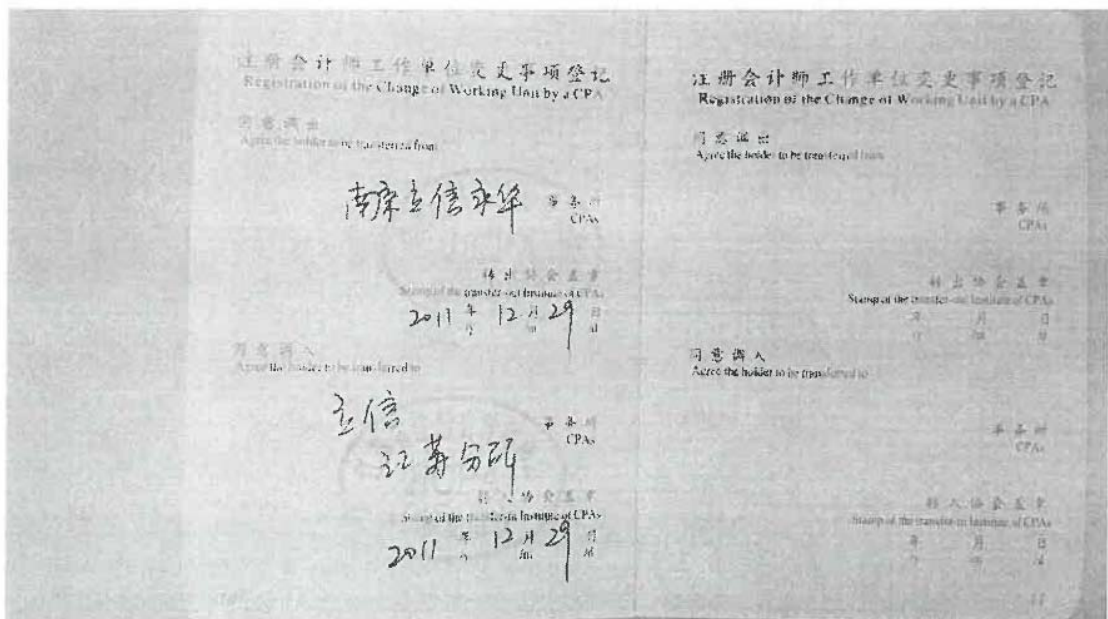 注册会计师工作单位变更事项登记
Registration of the Change of Working Unit by a CPA
同意调出
Agree the holder to be transferred from
南京立信永华 事务所
CPAs
转出协会盖章
Stamp of the transfer-out Institute of CPAs
2011 年 12 月 29 日
/y /m /d
同意调入
Agree the holder to be transferred to
立信 事务所
江苏分所 CPAs
转入协会盖章
Stamp of the transfer-in Institute of CPAs
2011 年 12 月 29 日
/y /m /d
注册会计师工作单位变更事项登记
Registration of the Change of Working Unit by a CPA
同意调出
Agree the holder to be transferred from
事务所
CPAs
转出协会盖章
Stamp of the transfer-out Institute of CPAs
年 月 日
/y /m /d
同意调入
Agree the holder to be transferred to
事务所
CPAs
转入协会盖章
Stamp of the transfer-in Institute of CPAs
年 月 日
/y /m /d
11